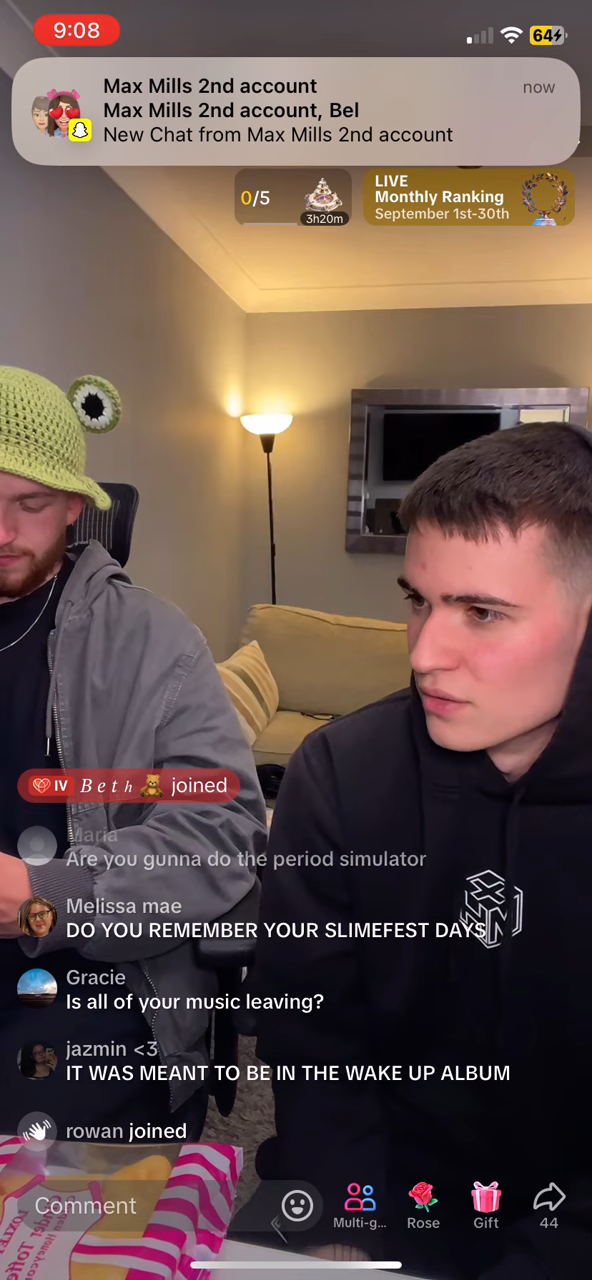 9:08
64
Max Mills 2nd account
now
Max Mills 2nd account, Bel
New Chat from Max Mills 2nd account
0/5
3h20m
LIVE
Monthly Ranking
September 1st-30th
IV Beth joined
Maria
Are you gunna do the period simulator
Melissa mae
DO YOU REMEMBER YOUR SLIMEFEST DAYS
Gracie
Is all of your music leaving?
jazmin <3
IT WAS MEANT TO BE IN THE WAKE UP ALBUM
rowan joined
Comment
Multi-g...
Rose
Gift
44